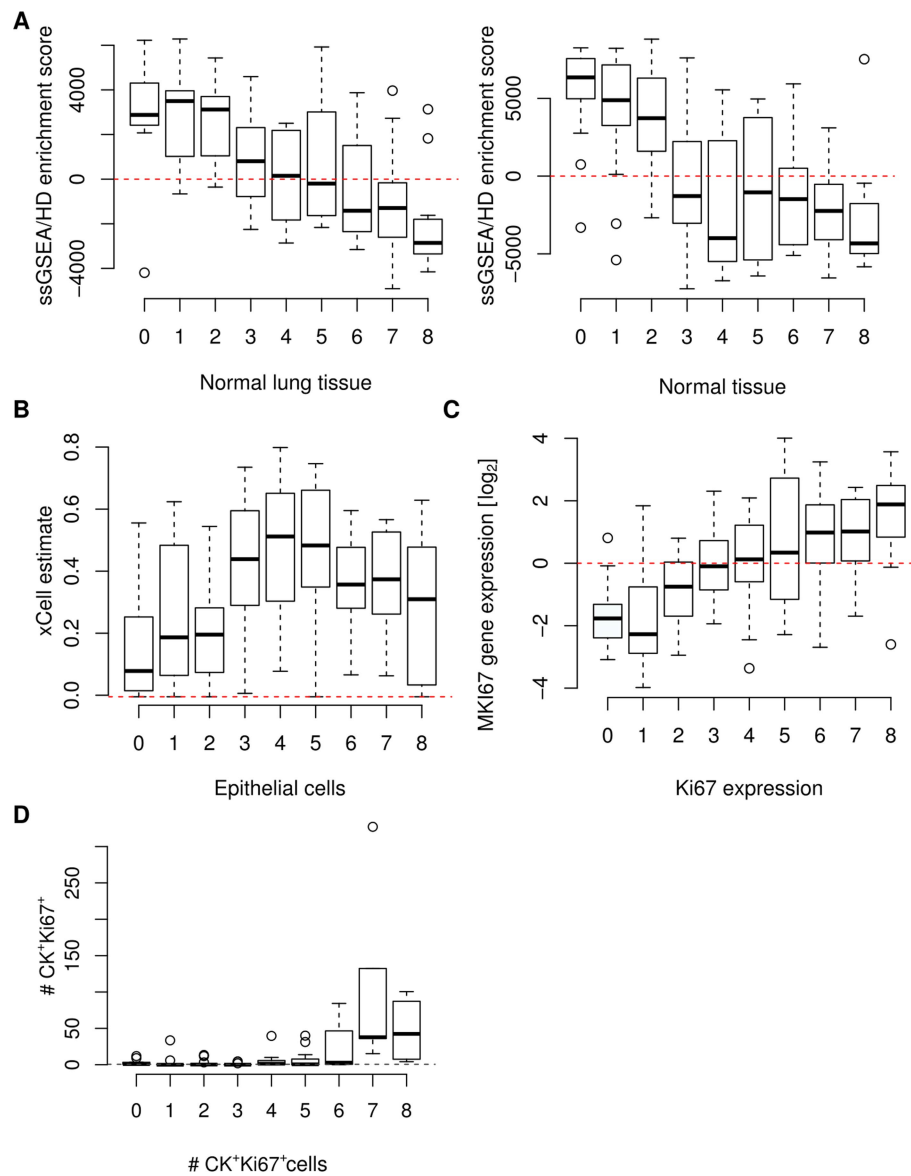 A
ssGSEA/HD enrichment score
4000
0
−4000
0 1 2 3 4 5 6 7 8
Normal lung tissue
ssGSEA/HD enrichment score
5000
0
−5000
0 1 2 3 4 5 6 7 8
Normal tissue
B
xCell estimate
0.8
0.6
0.4
0.2
0.0
0 1 2 3 4 5 6 7 8
Epithelial cells
C
MKI67 gene expression [log₂]
4
2
0
−2
−4
0 1 2 3 4 5 6 7 8
Ki67 expression
D
# CK⁺Ki67⁺
250
150
50
0
0 1 2 3 4 5 6 7 8
# CK⁺Ki67⁺cells